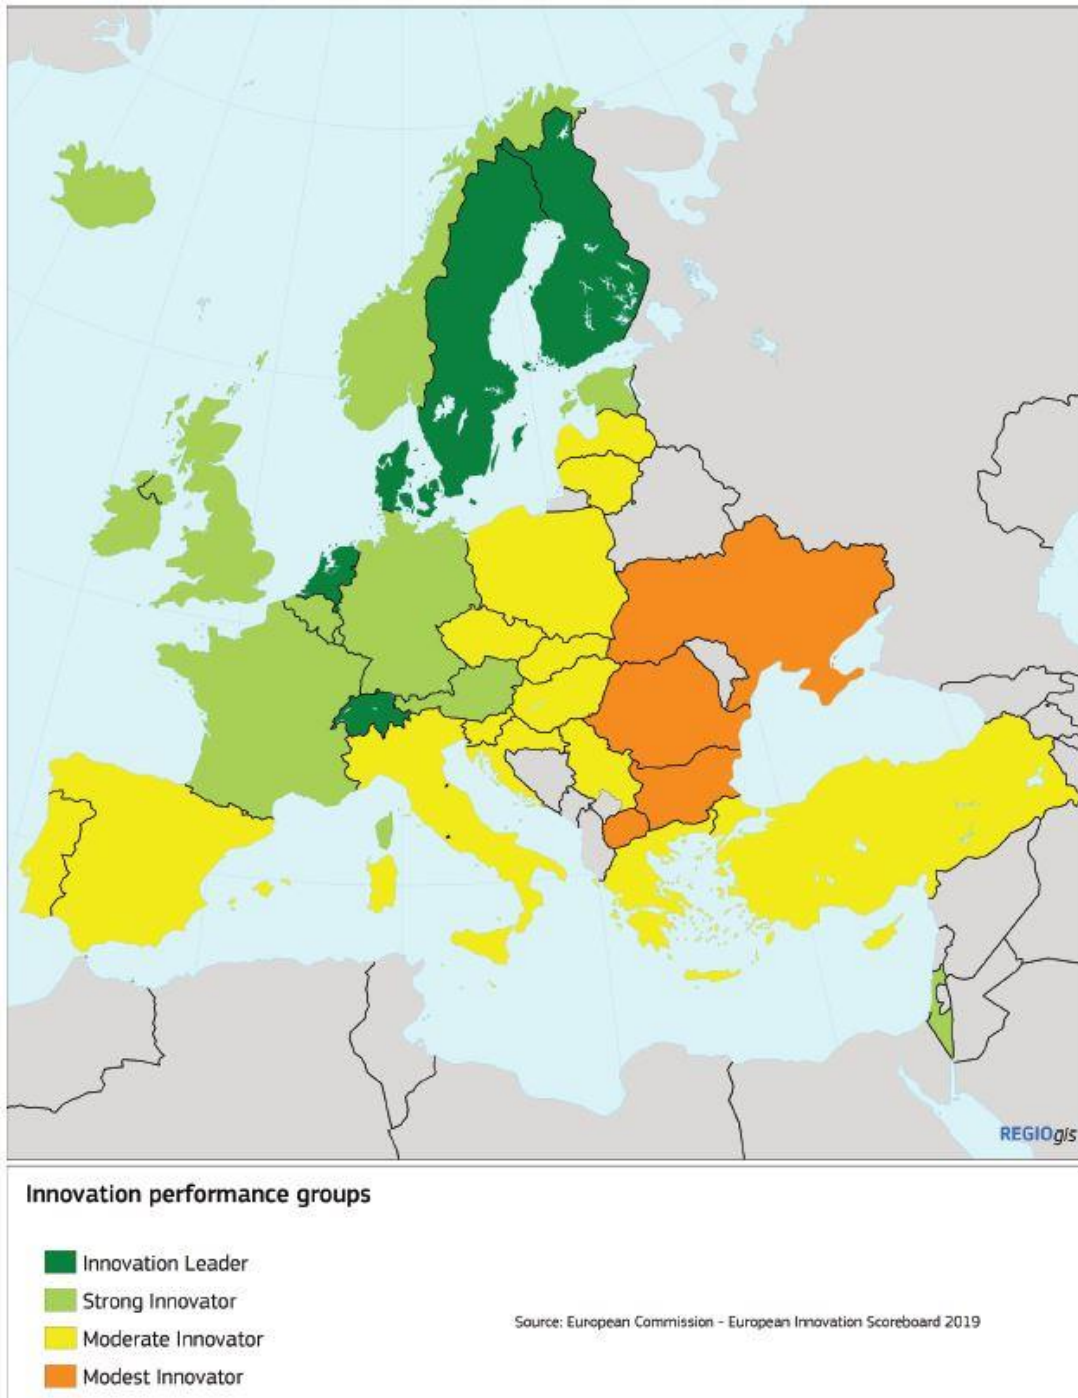 REGIOgis
Innovation performance groups
Innovation Leader
Strong Innovator
Moderate Innovator
Modest Innovator
Source: European Commission - European Innovation Scoreboard 2019